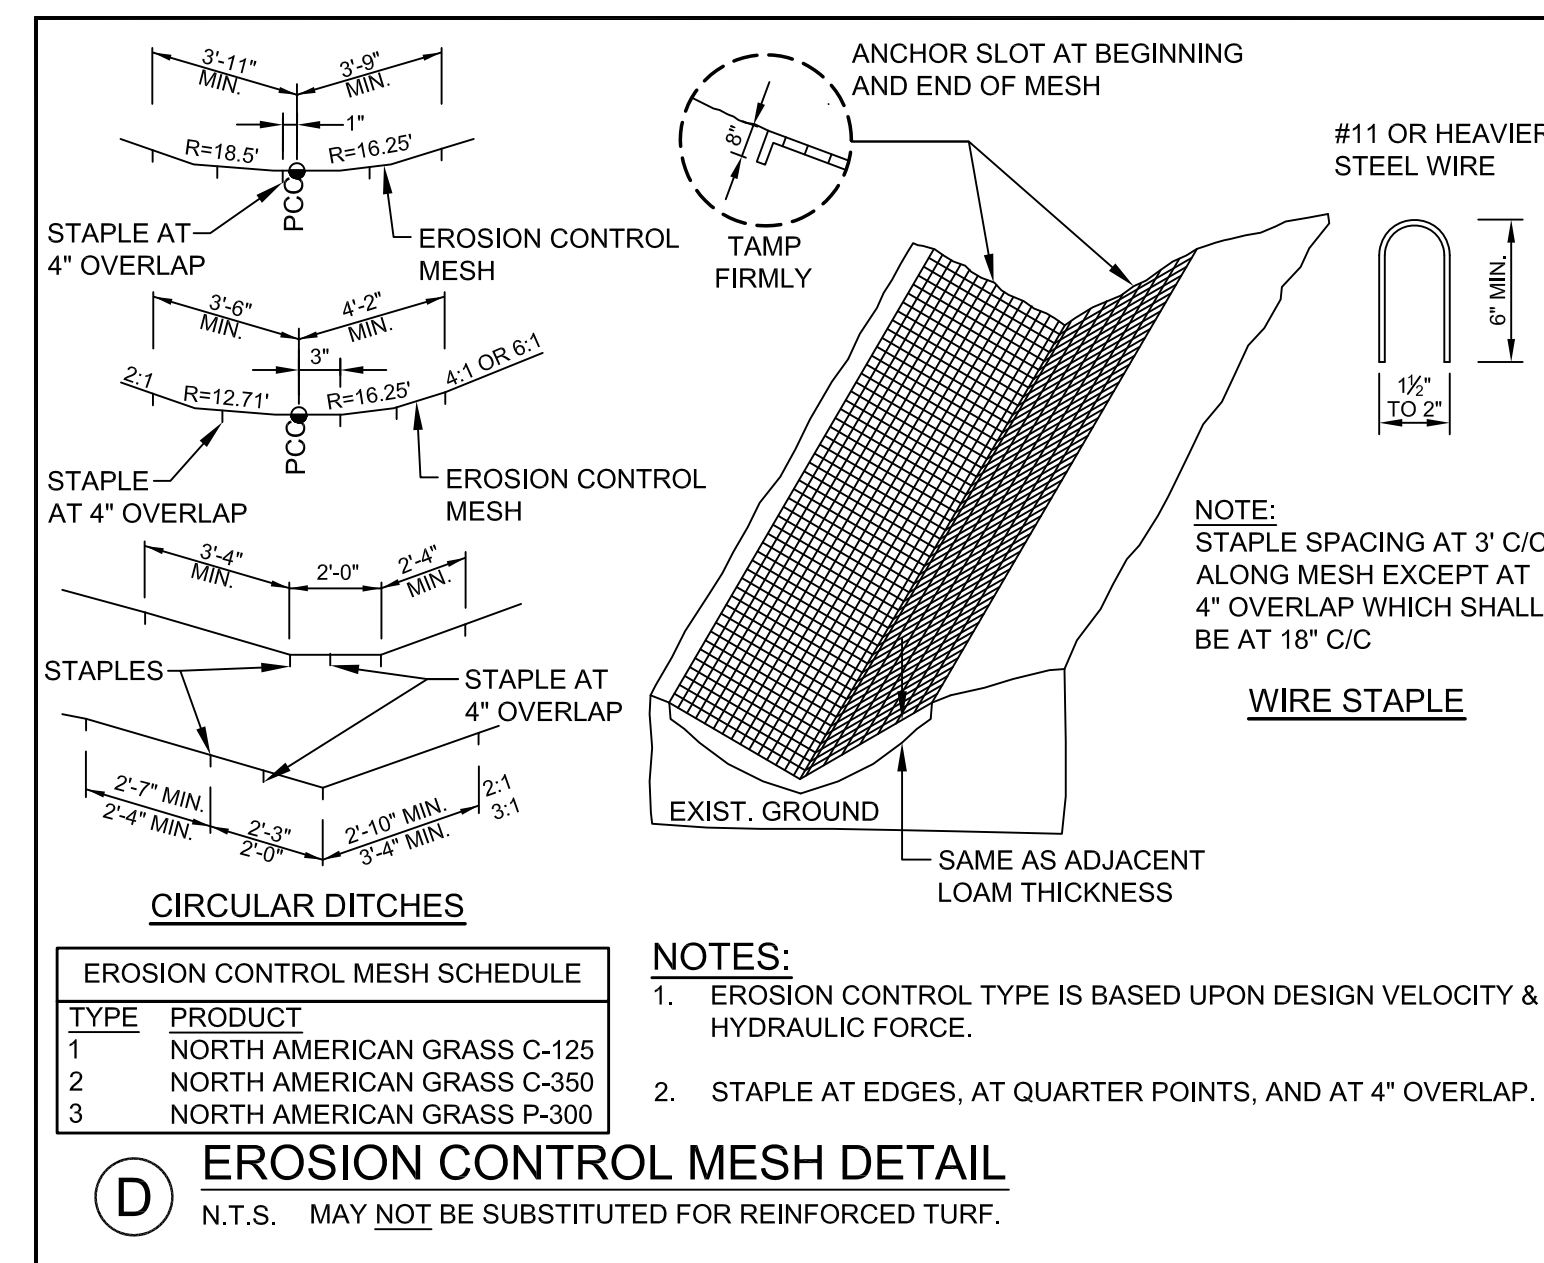 3'-11"
MIN.
3'-9"
MIN.
1"
R=18.5'
R=16.25'
PCC
STAPLE AT
4" OVERLAP
EROSION CONTROL
MESH
3'-6"
MIN.
4'-2"
MIN.
3"
2:1
R=12.71'
R=16.25'
4:1 OR 6:1
PCC
STAPLE
AT 4" OVERLAP
EROSION CONTROL
MESH
3'-4"
MIN.
2'-0"
2'-4"
MIN.
STAPLES
STAPLE AT
4" OVERLAP
2'-7" MIN.
2'-4" MIN.
2'-3"
2'-0"
2'-10" MIN.
3'-4" MIN.
2:1
3:1
CIRCULAR DITCHES
ANCHOR SLOT AT BEGINNING
AND END OF MESH
8"
TAMP
FIRMLY
EXIST. GROUND
SAME AS ADJACENT
LOAM THICKNESS
#11 OR HEAVIER
STEEL WIRE
6" MIN.
1½"
TO 2"
NOTE:
STAPLE SPACING AT 3' C/C
ALONG MESH EXCEPT AT
4" OVERLAP WHICH SHALL
BE AT 18" C/C
WIRE STAPLE
EROSION CONTROL MESH SCHEDULE
TYPE PRODUCT
1 NORTH AMERICAN GRASS C-125
2 NORTH AMERICAN GRASS C-350
3 NORTH AMERICAN GRASS P-300
NOTES:
1. EROSION CONTROL TYPE IS BASED UPON DESIGN VELOCITY &
HYDRAULIC FORCE.
2. STAPLE AT EDGES, AT QUARTER POINTS, AND AT 4" OVERLAP.
D
EROSION CONTROL MESH DETAIL
N.T.S. MAY NOT BE SUBSTITUTED FOR REINFORCED TURF.